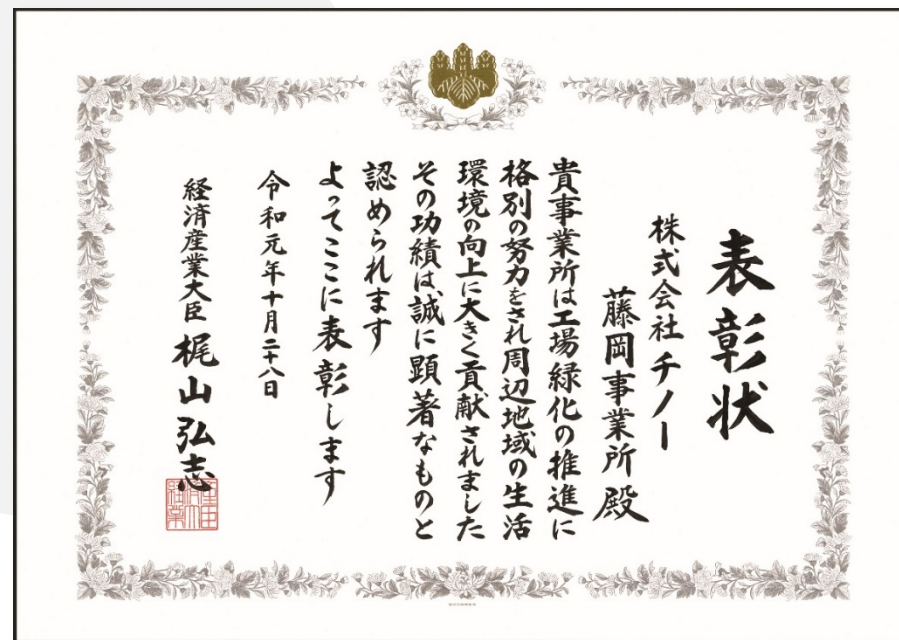 表彰状
株式会社チノー
藤岡事業所殿
貴事業所は工場緑化の推進に
格別の努力をされ周辺地域の生活
環境の向上に大きく貢献されました
その功績は、誠に顕著なものと
認められます
よってここに表彰します
令和元年十月二十八日
経済産業大臣 梶山弘志